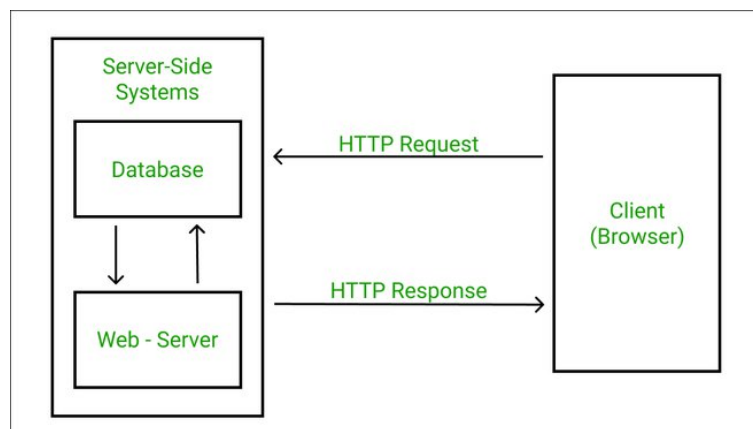 Server-Side
Systems
Database
Web - Server
HTTP Request
HTTP Response
Client
(Browser)